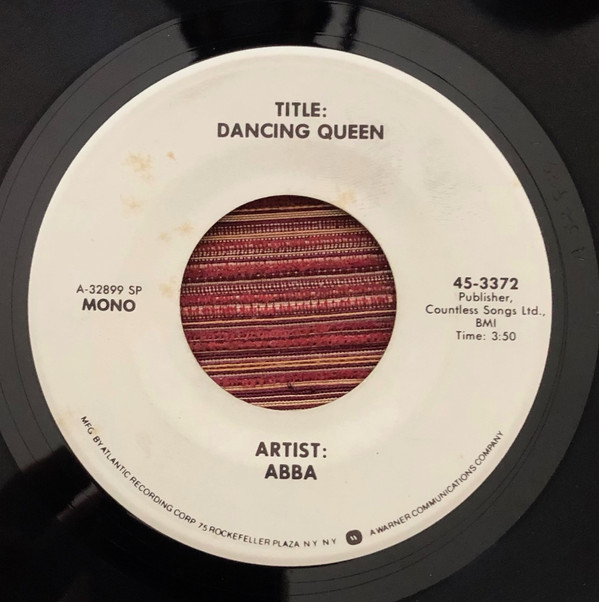 TITLE:
DANCING QUEEN
A-32899 SP
MONO
45-3372
Publisher,
Countless Songs Ltd.,
BMI
Time: 3:50
ARTIST:
ABBA
MFG BY ATLANTIC RECORDING CORP 75 ROCKEFELLER PLAZA N Y N Y
A WARNER COMMUNICATIONS COMPANY